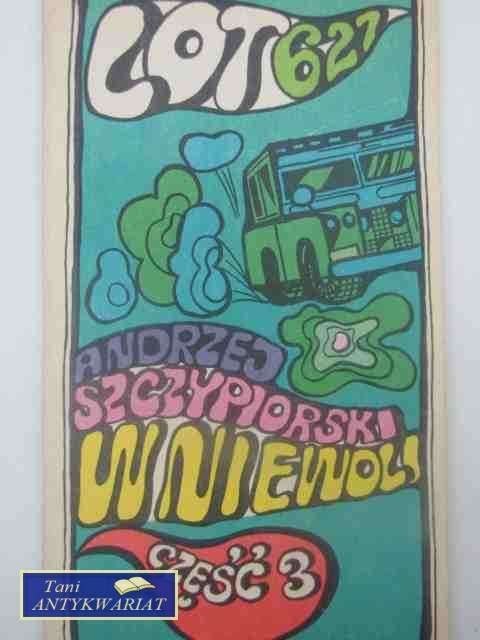 LOT 627
ANDRZEJ
SZCZYPIORSKI
W NIEWOLI
CZĘŚĆ 3
Tani
ANTYKWARIAT